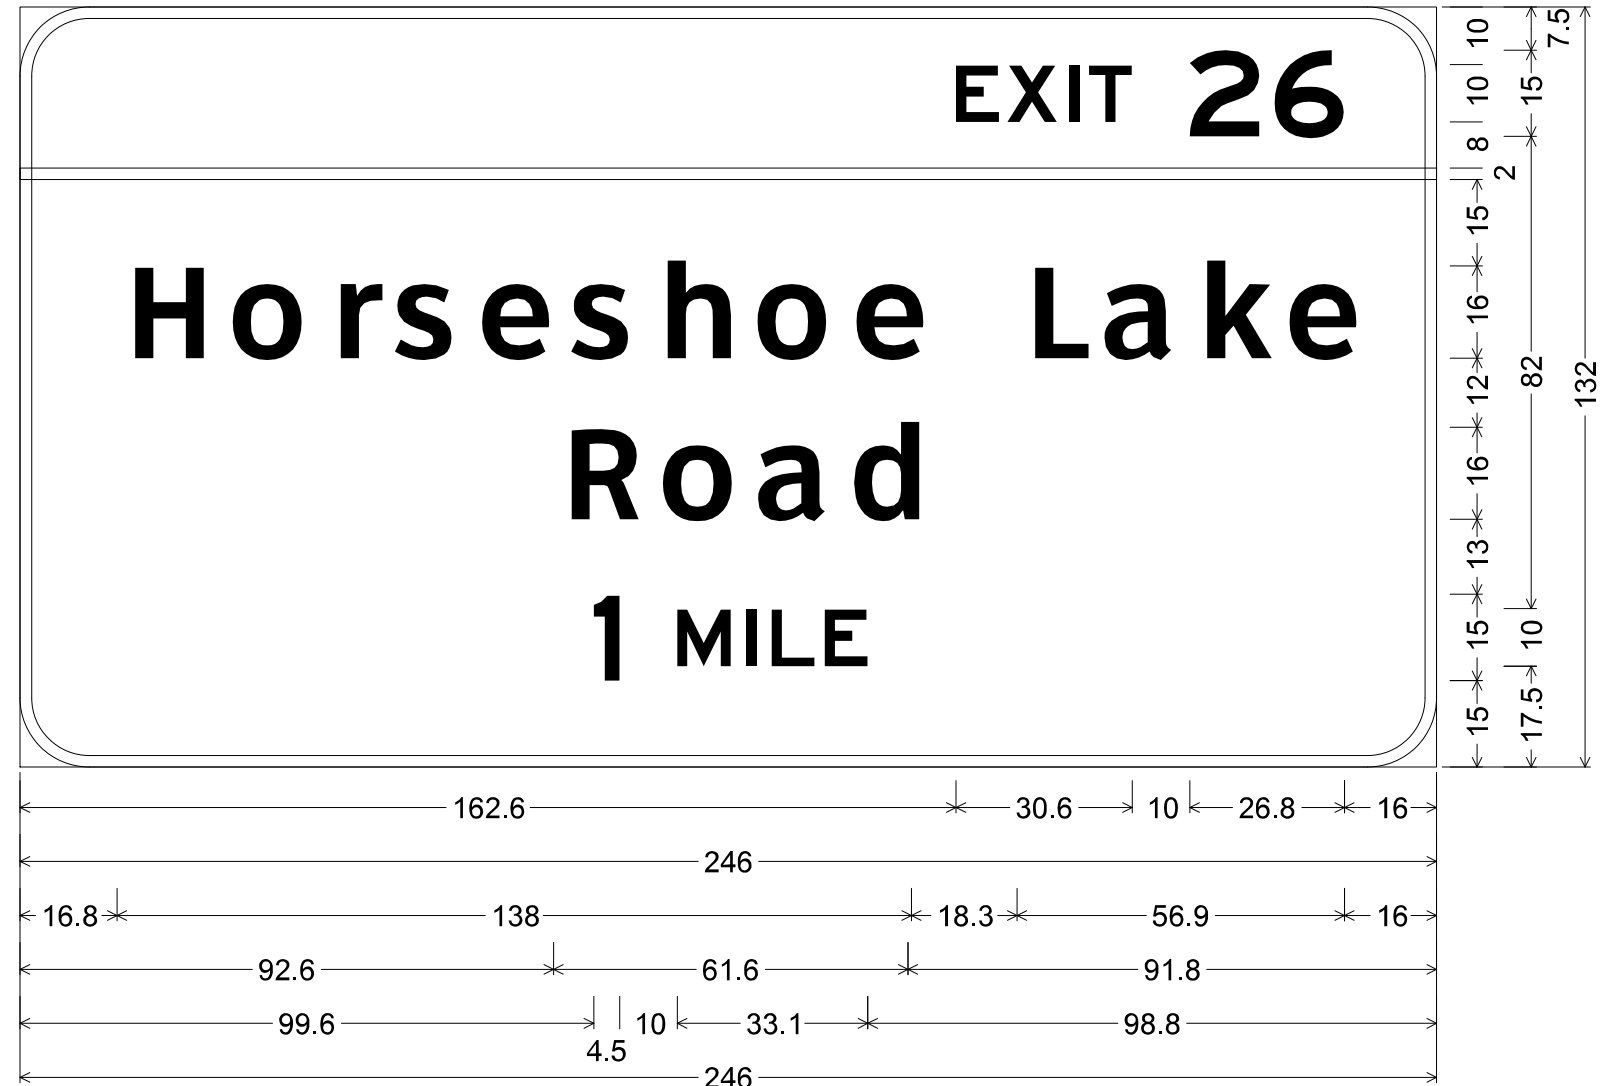 EXIT 26
Horseshoe Lake
Road
1 MILE
10 10 8 2 15 16 12 16 13 15 15
7.5 15 82 10 17.5
132
162.6 30.6 10 26.8 16
246
16.8 138 18.3 56.9 16
92.6 61.6 91.8
99.6 4.5 10 33.1 98.8
246